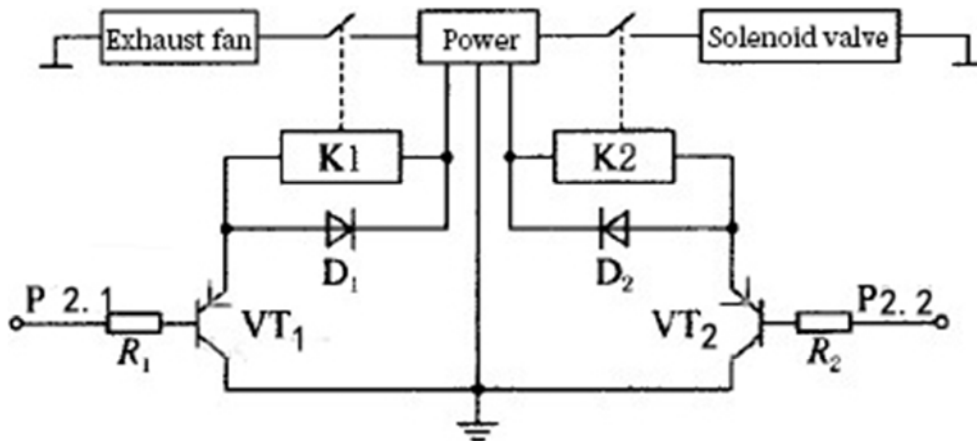 Exhaust fan Power Solenoid valve
K1 K2
D₁ D₂
P 2.1 VT₁ VT₂ P2.2
R₁ R₂